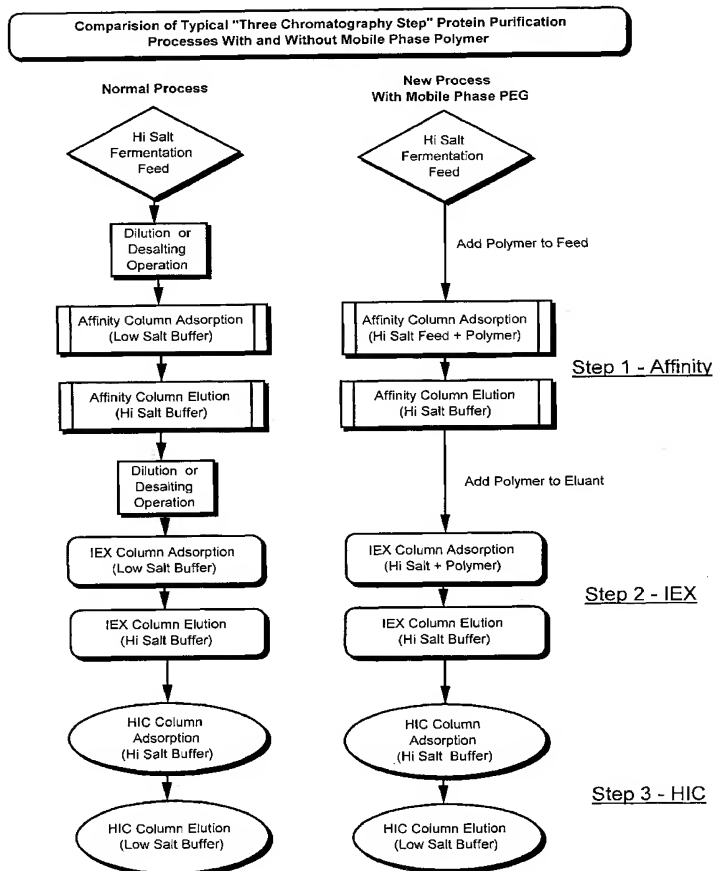 Comparision of Typical "Three Chromatography Step" Protein Purification
Processes With and Without Mobile Phase Polymer
Normal Process
Hi Salt
Fermentation
Feed
Dilution or
Desalting
Operation
Affinity Column Adsorption
(Low Salt Buffer)
Affinity Column Elution
(Hi Salt Buffer)
Dilution or
Desalting
Operation
IEX Column Adsorption
(Low Salt Buffer)
IEX Column Elution
(Hi Salt Buffer)
HIC Column
Adsorption
(Hi Salt Buffer)
HIC Column Elution
(Low Salt Buffer)
New Process
With Mobile Phase PEG
Hi Salt
Fermentation
Feed
Add Polymer to Feed
Affinity Column Adsorption
(Hi Salt Feed + Polymer)
Affinity Column Elution
(Hi Salt Buffer)
Add Polymer to Eluant
IEX Column Adsorption
(Hi Salt + Polymer)
IEX Column Elution
(Hi Salt Buffer)
HIC Column
Adsorption
(Hi Salt Buffer)
HIC Column Elution
(Low Salt Buffer)
Step 1 - Affinity
Step 2 - IEX
Step 3 - HIC